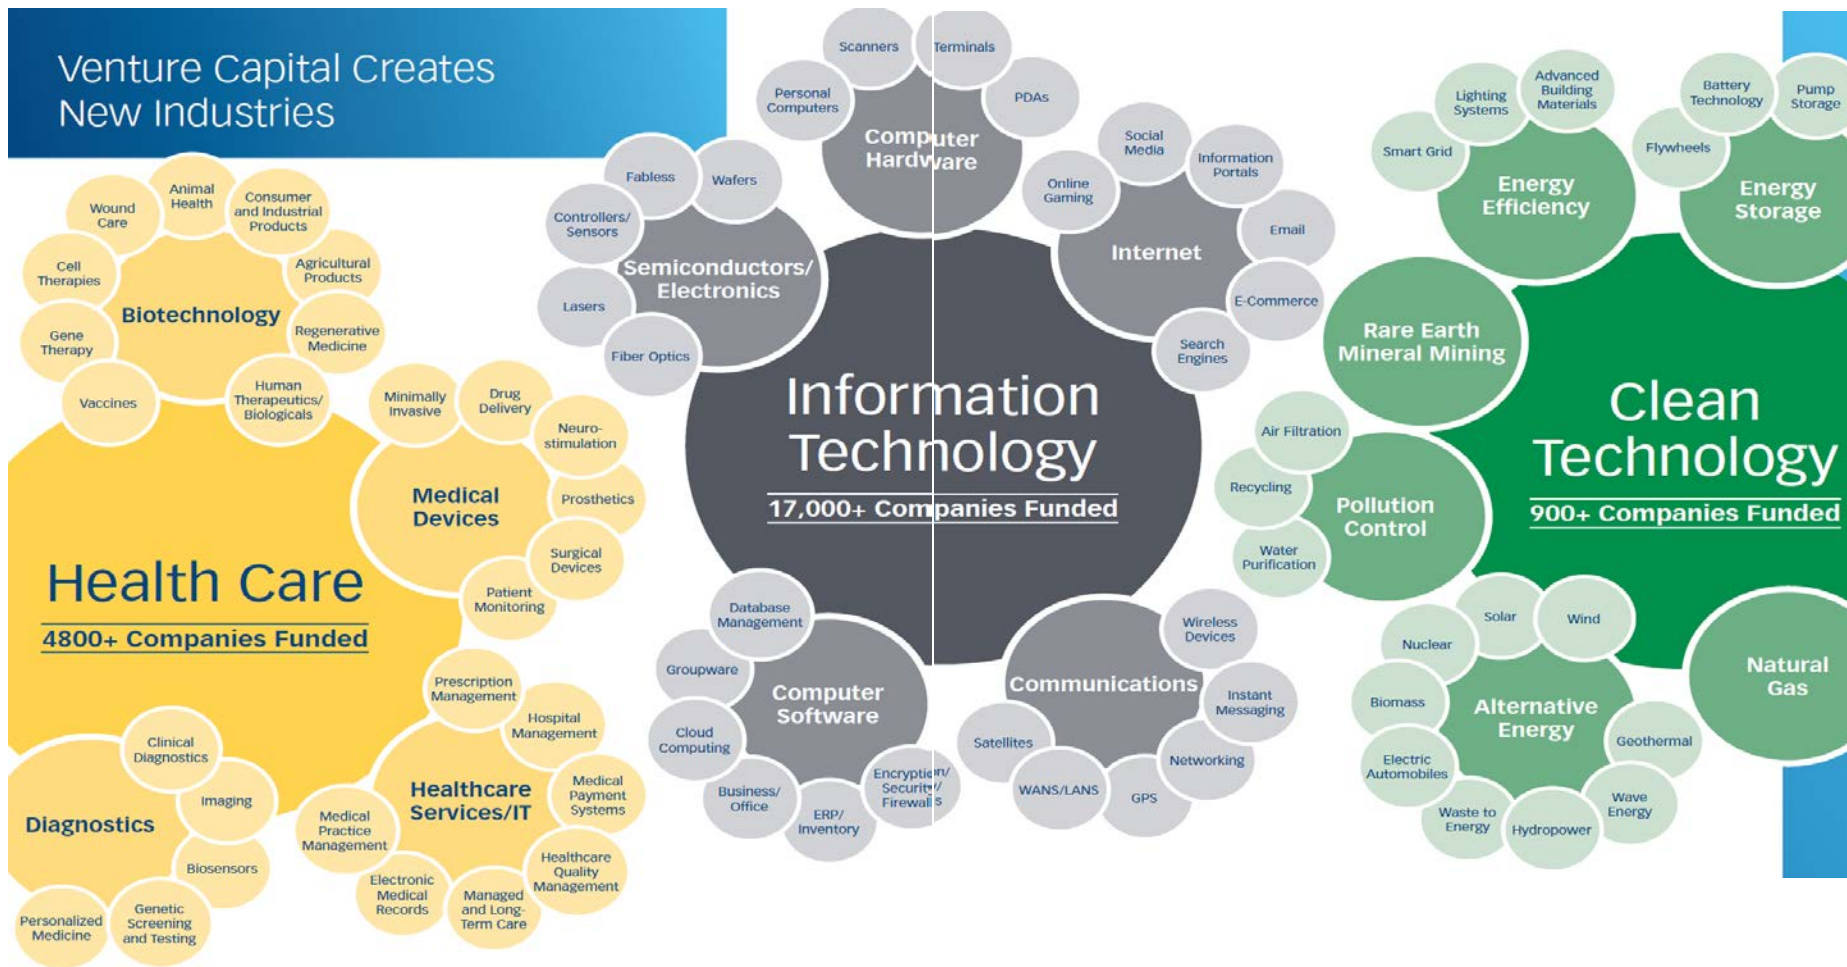 Venture Capital Creates
New Industries
Animal
Health
Wound
Care
Consumer
and Industrial
Products
Cell
Therapies
Agricultural
Products
Biotechnology
Gene
Therapy
Regenerative
Medicine
Vaccines
Human
Therapeutics/
Biologicals
Minimally
Invasive
Drug
Delivery
Neuro-
stimulation
Medical
Devices
Prosthetics
Surgical
Devices
Patient
Monitoring
Health Care
4800+ Companies Funded
Prescription
Management
Hospital
Management
Healthcare
Services/IT
Medical
Payment
Systems
Medical
Practice
Management
Healthcare
Quality
Management
Electronic
Medical
Records
Managed
and Long-
Term Care
Clinical
Diagnostics
Imaging
Diagnostics
Biosensors
Personalized
Medicine
Genetic
Screening
and Testing
Scanners
Terminals
Personal
Computers
PDAs
Computer
Hardware
Fabless
Wafers
Controllers/
Sensors
Semiconductors/
Electronics
Lasers
Fiber Optics
Social
Media
Information
Portals
Online
Gaming
Email
Internet
E-Commerce
Search
Engines
Information
Technology
17,000+ Companies Funded
Database
Management
Groupware
Computer
Software
Cloud
Computing
Business/
Office
ERP/
Inventory
Encryption/
Security/
Firewalls
Wireless
Devices
Communications
Instant
Messaging
Satellites
Networking
WANS/LANS
GPS
Advanced
Building
Materials
Lighting
Systems
Smart Grid
Energy
Efficiency
Battery
Technology
Pump
Storage
Flywheels
Energy
Storage
Rare Earth
Mineral Mining
Clean
Technology
900+ Companies Funded
Air Filtration
Recycling
Pollution
Control
Water
Purification
Solar
Wind
Nuclear
Natural
Gas
Biomass
Alternative
Energy
Geothermal
Electric
Automobiles
Wave
Energy
Waste to
Energy
Hydropower